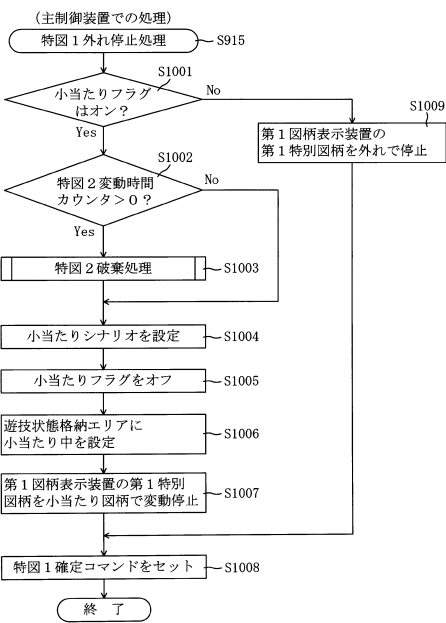 (主制御装置での処理)
特図1外れ停止処理
S915
S1001
小当たりフラグ
はオン?
No
Yes
S1009
第1図柄表示装置の
第1特別図柄を外れで停止
S1002
特図2変動時間
カウンタ>0?
No
Yes
特図2破棄処理
S1003
小当たりシナリオを設定
S1004
小当たりフラグをオフ
S1005
遊技状態格納エリアに
小当たり中を設定
S1006
第1図柄表示装置の第1特別
図柄を小当たり図柄で変動停止
S1007
特図1確定コマンドをセット
S1008
終 了